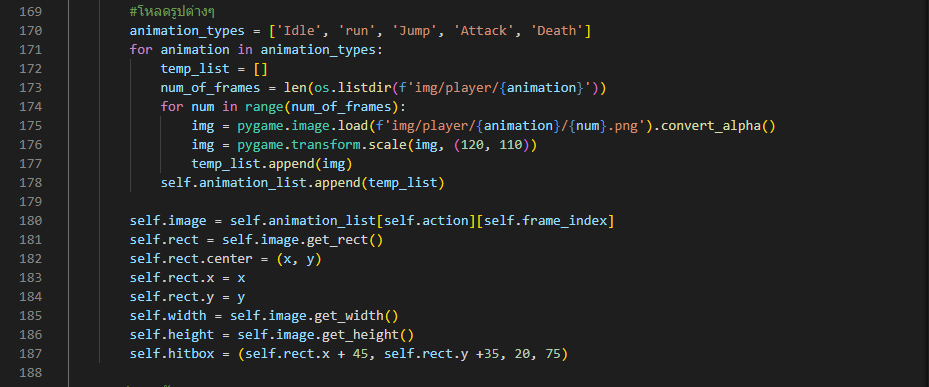 169 #โหลดรูปต่างๆ
170 animation_types = ['Idle', 'run', 'Jump', 'Attack', 'Death']
171 for animation in animation_types:
172 temp_list = []
173 num_of_frames = len(os.listdir(f'img/player/{animation}'))
174 for num in range(num_of_frames):
175 img = pygame.image.load(f'img/player/{animation}/{num}.png').convert_alpha()
176 img = pygame.transform.scale(img, (120, 110))
177 temp_list.append(img)
178 self.animation_list.append(temp_list)
179
180 self.image = self.animation_list[self.action][self.frame_index]
181 self.rect = self.image.get_rect()
182 self.rect.center = (x, y)
183 self.rect.x = x
184 self.rect.y = y
185 self.width = self.image.get_width()
186 self.height = self.image.get_height()
187 self.hitbox = (self.rect.x + 45, self.rect.y +35, 20, 75)
188